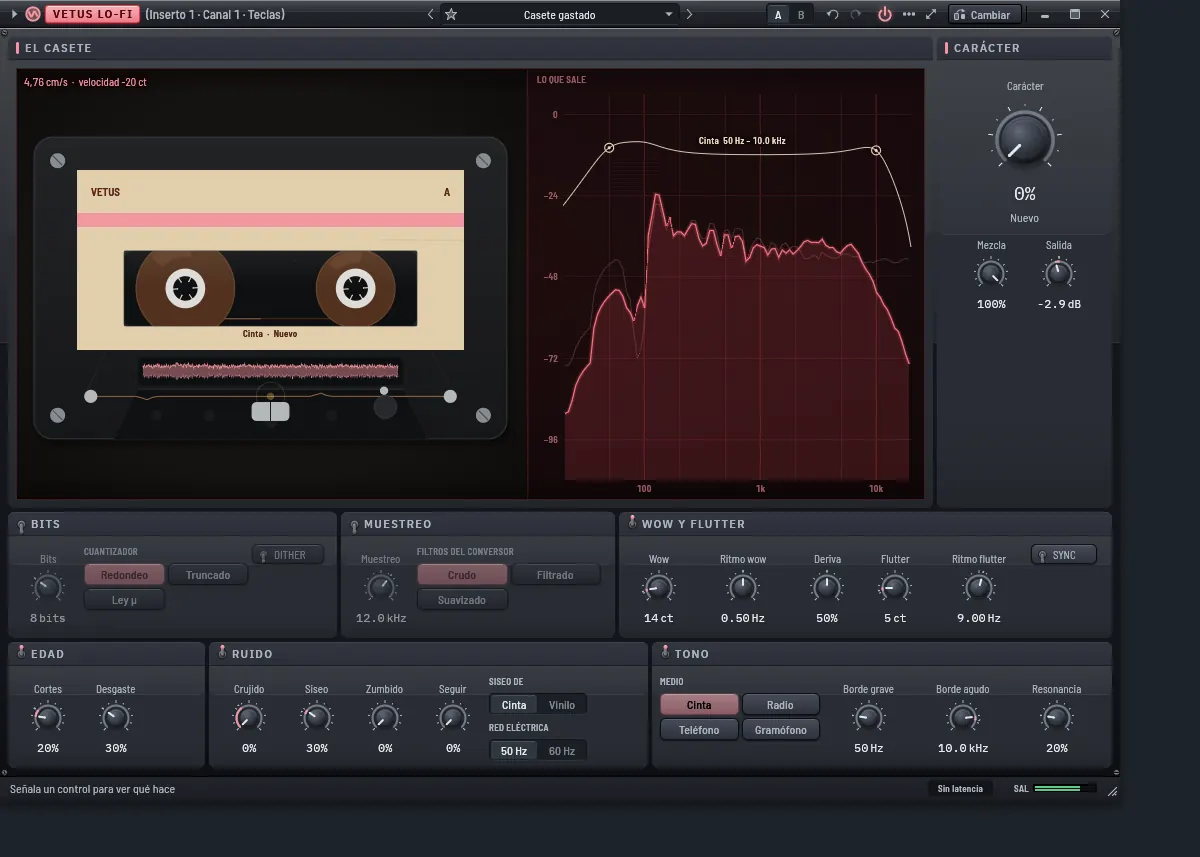 VETUS LO-FI (Inserto 1 · Canal 1 · Teclas) Casete gastado A B Cambiar
EL CASETE
CARÁCTER
4,76 cm/s · velocidad -20 ct
LO QUE SALE
Carácter
0%
Nuevo
Mezcla Salida
100% -2.9 dB
VETUS A
Cinta · Nuevo
Cinta 50 Hz – 10.0 kHz
0
-24
-48
-72
-96
100 1k 10k
BITS
Bits
8 bits
CUANTIZADOR
DITHER
Redondeo Truncado
Ley µ
MUESTREO
Muestreo
12.0 kHz
FILTROS DEL CONVERSOR
Crudo Filtrado
Suavizado
WOW Y FLUTTER
SYNC
Wow Ritmo wow Deriva Flutter Ritmo flutter
14 ct 0.50 Hz 50% 5 ct 9.00 Hz
EDAD
Cortes Desgaste
20% 30%
RUIDO
Crujido Siseo Zumbido Seguir
0% 30% 0% 0%
SISEO DE
Cinta Vinilo
RED ELÉCTRICA
50 Hz 60 Hz
TONO
MEDIO
Cinta Radio
Teléfono Gramófono
Borde grave Borde agudo Resonancia
50 Hz 10.0 kHz 20%
Señala un control para ver qué hace
Sin latencia SAL